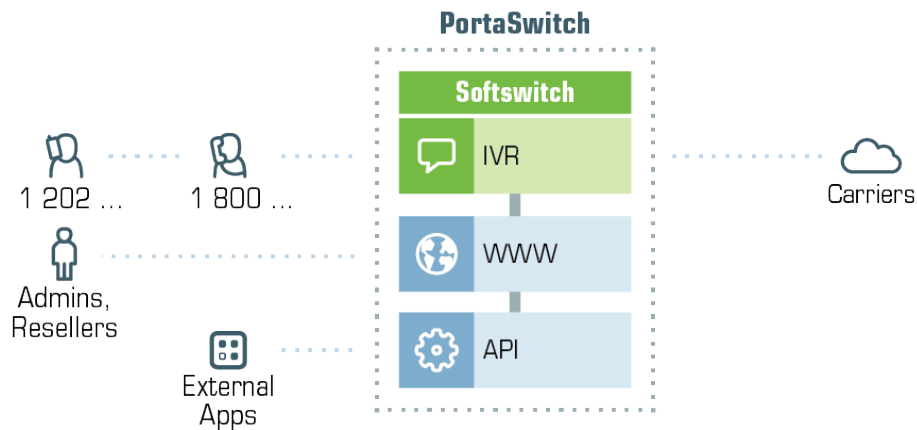 PortaSwitch
Softswitch
IVR
1 202 ...
1 800 ...
Carriers
WWW
Admins,
Resellers
API
External
Apps